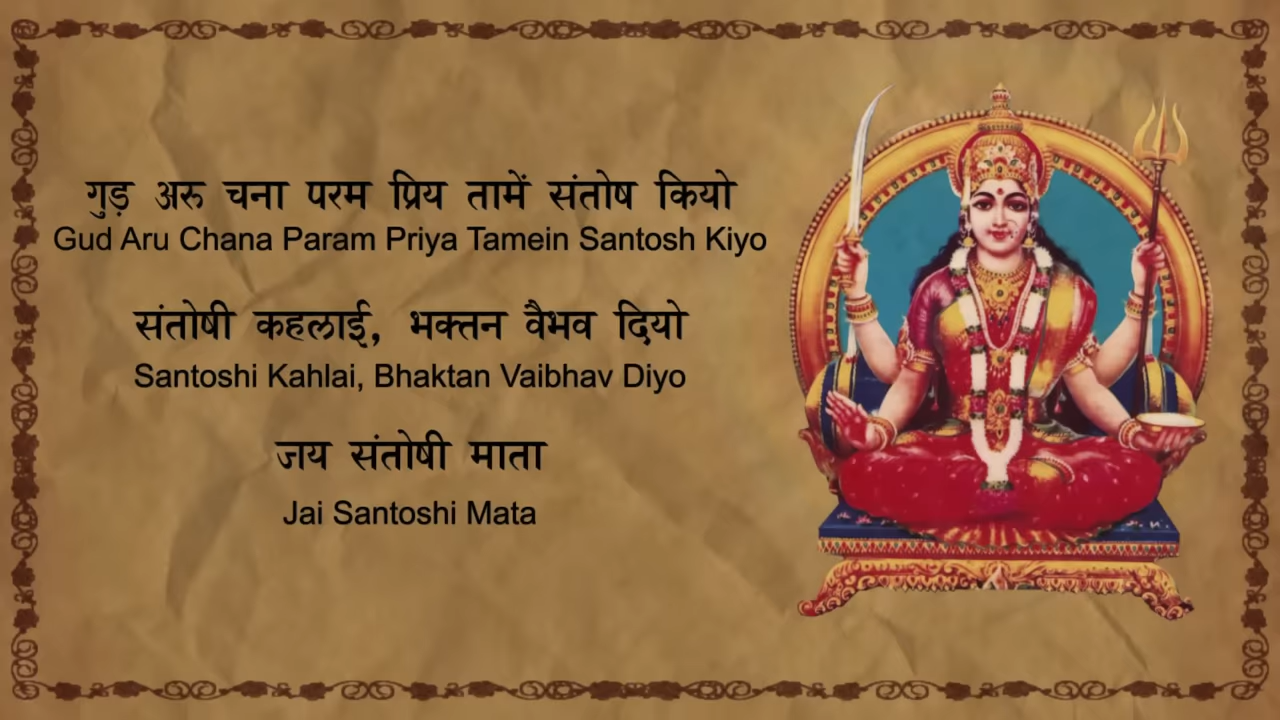 गुड़ अरू चना परम प्रिय तामें संतोष कियो
Gud Aru Chana Param Priya Tamein Santosh Kiyo
संतोषी कहलाई, भक्तन वैभव दियो
Santoshi Kahlai, Bhaktan Vaibhav Diyo
जय संतोषी माता
Jai Santoshi Mata